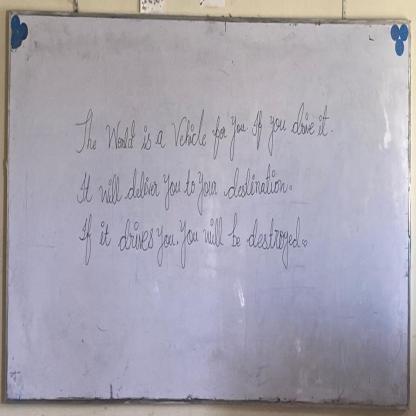 The World is a Vehicle for You If you drive it.
It will deliver You to Your destination.
If it drives you. You will be destroyed.